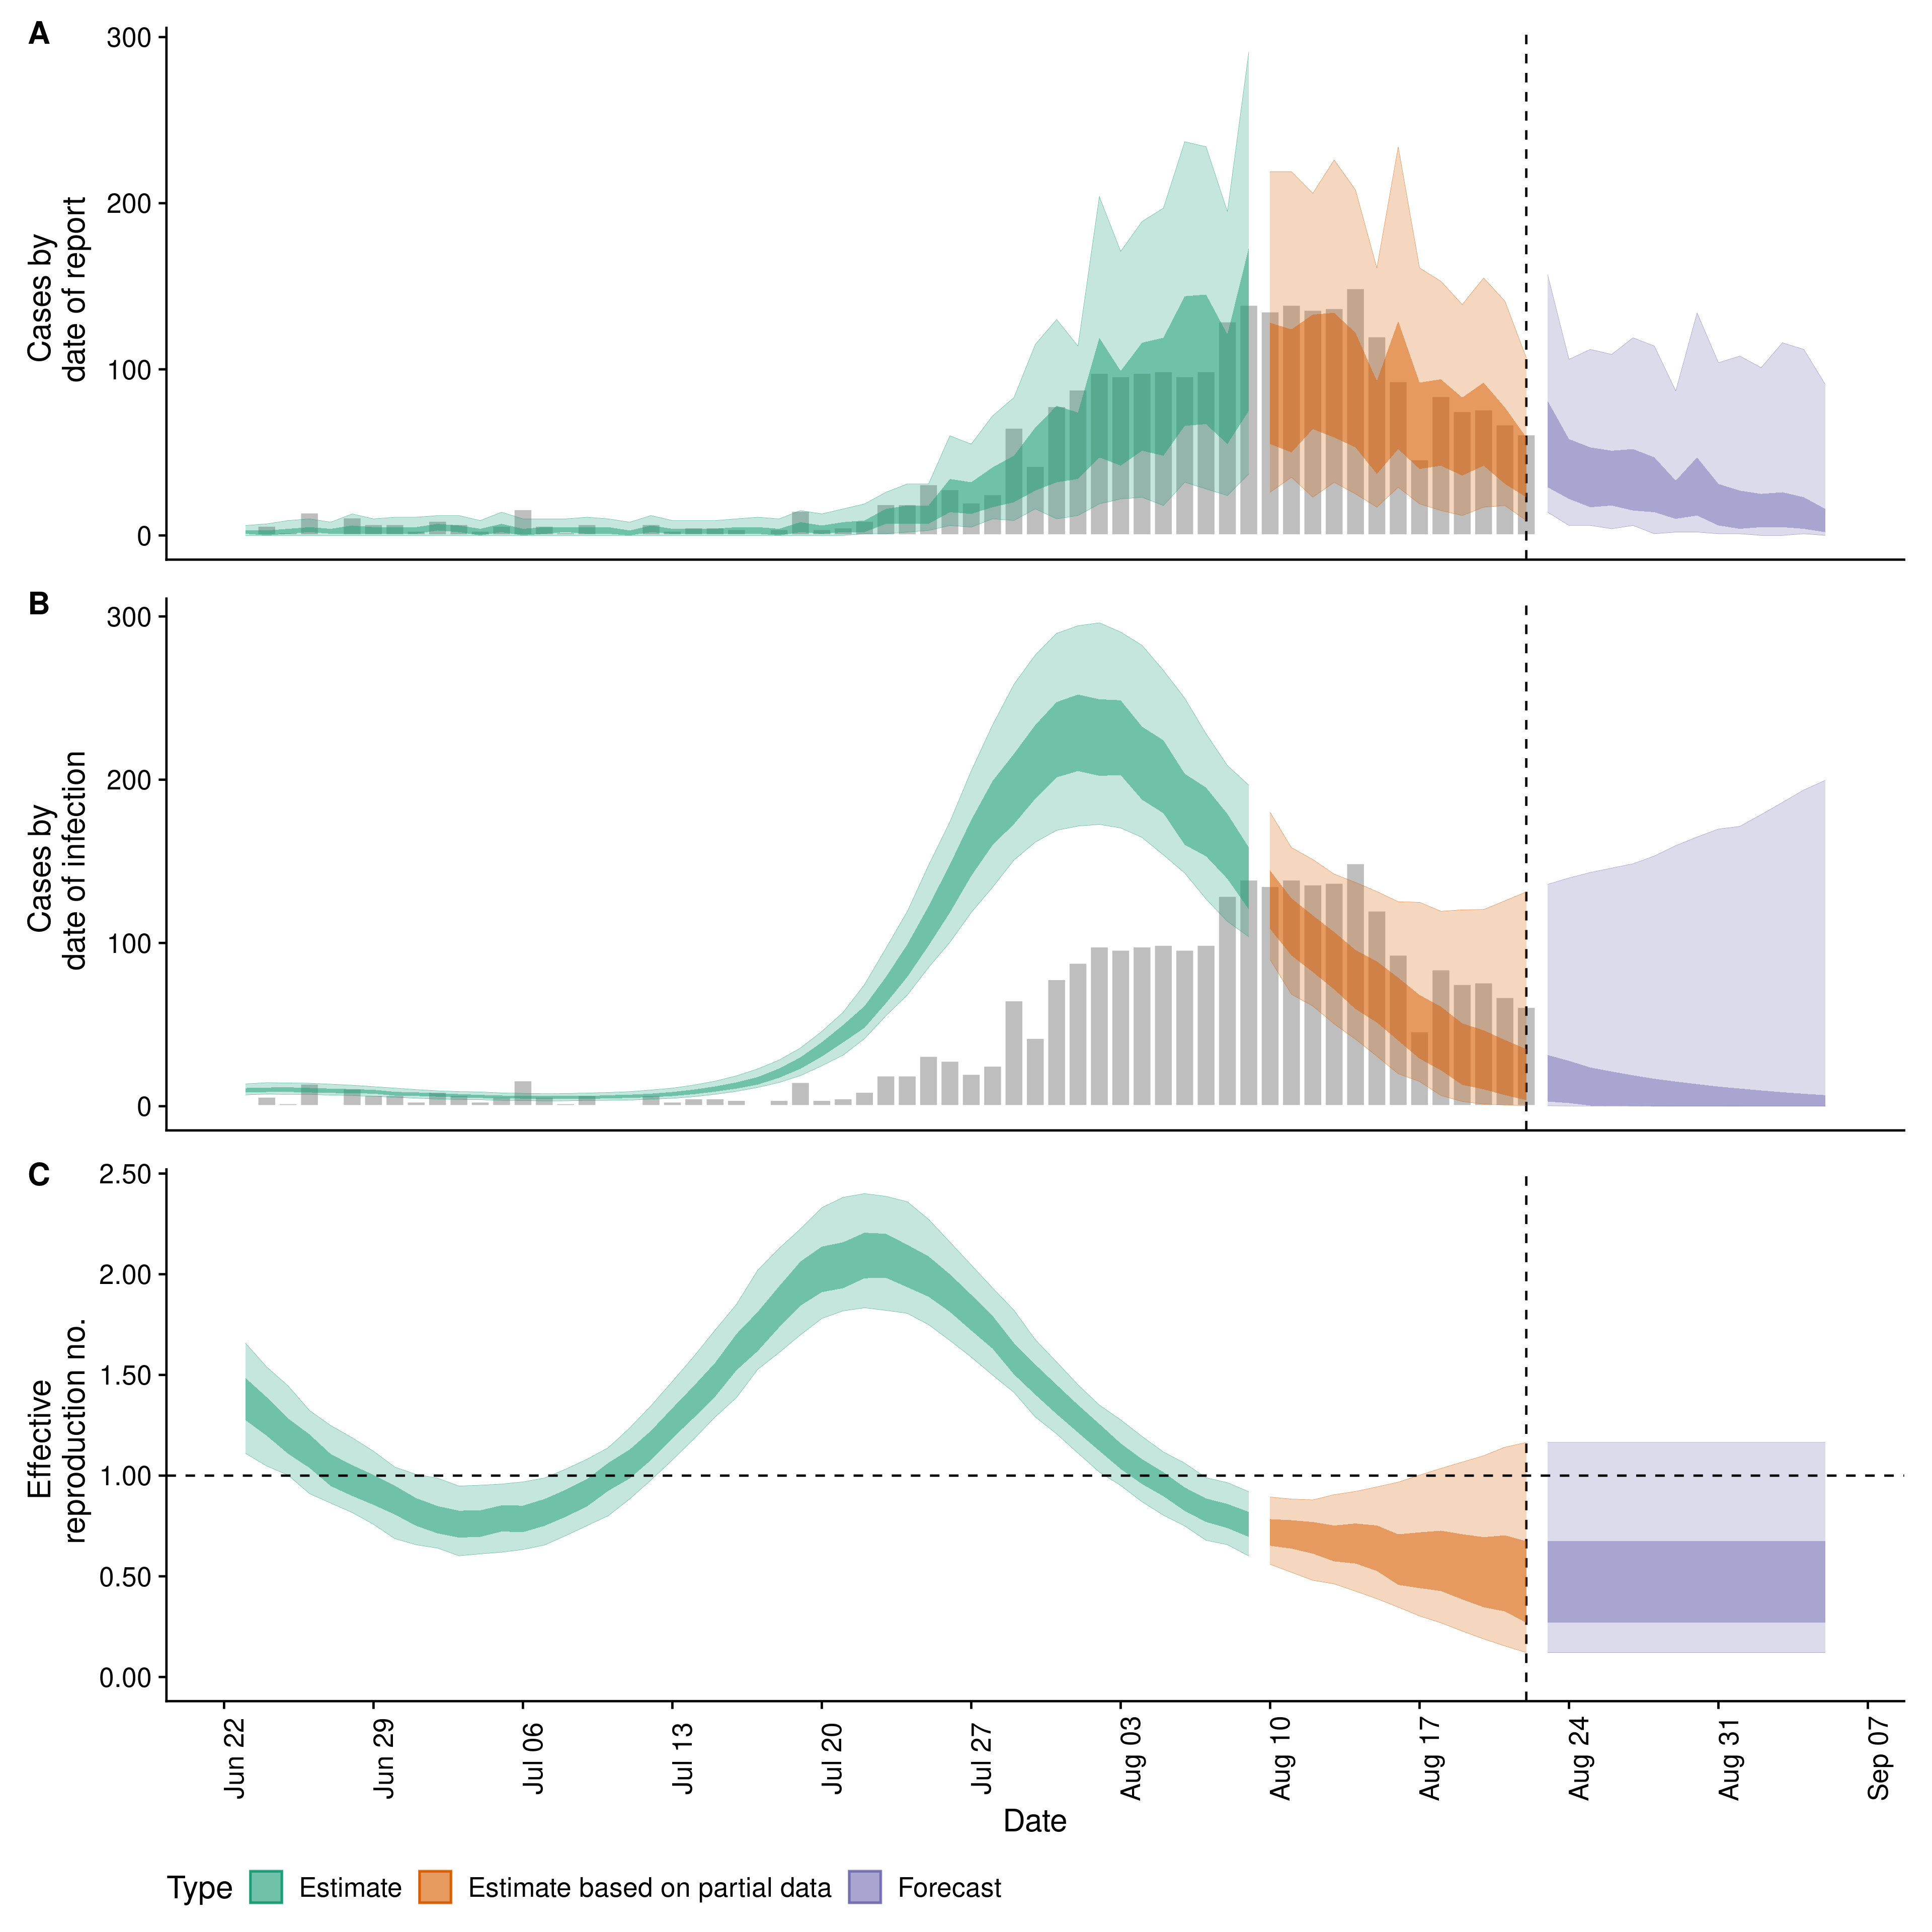 A
300
200
100
0
Cases by
date of report
B
300
200
100
0
Cases by
date of infection
C
2.50
2.00
1.50
1.00
0.50
0.00
Effective
reproduction no.
Jun 22
Jun 29
Jul 06
Jul 13
Jul 20
Jul 27
Aug 03
Aug 10
Aug 17
Aug 24
Aug 31
Sep 07
Date
Type Estimate Estimate based on partial data Forecast